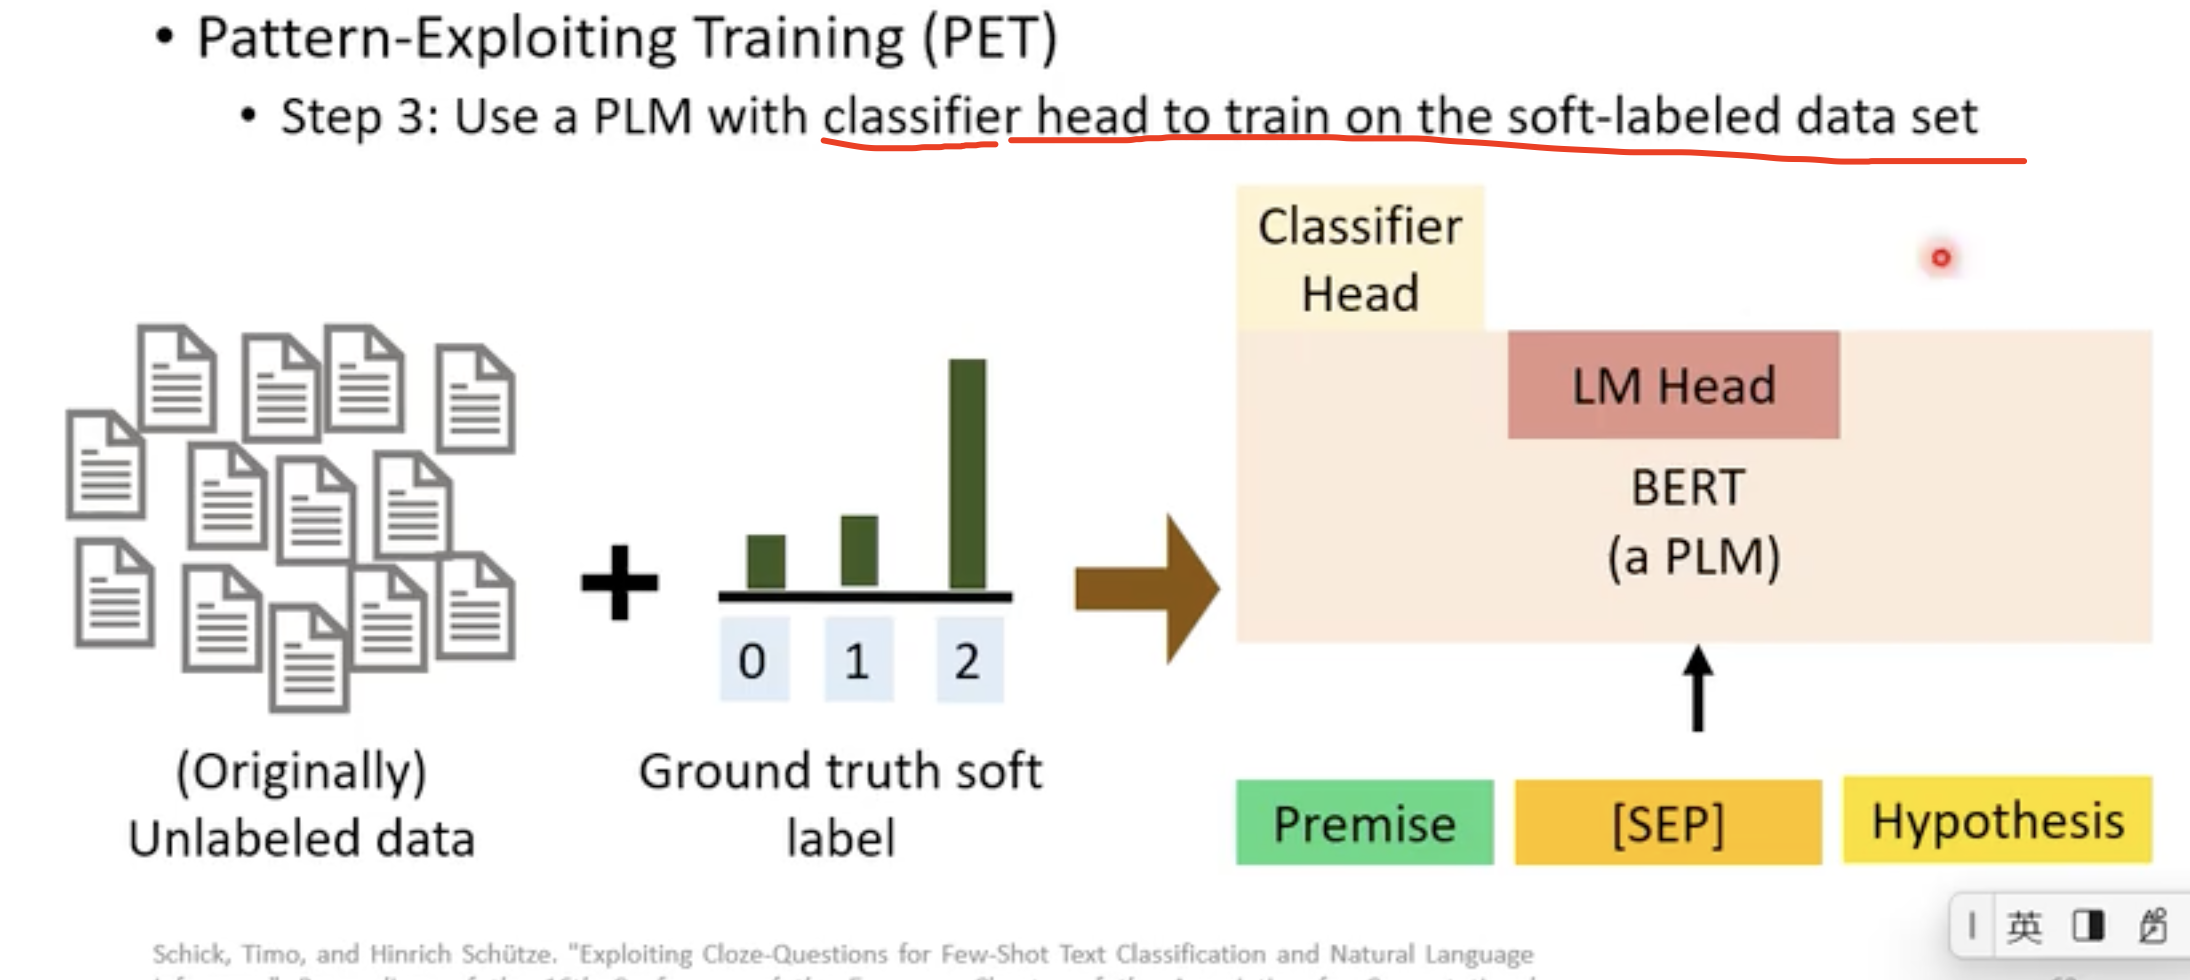 • Pattern-Exploiting Training (PET)
• Step 3: Use a PLM with classifier head to train on the soft-labeled data set
Classifier
Head
LM Head
BERT
(a PLM)
0 1 2
(Originally)
Unlabeled data
Ground truth soft
label
Premise [SEP] Hypothesis
英
Schick, Timo, and Hinrich Schütze. "Exploiting Cloze-Questions for Few-Shot Text Classification and Natural Language